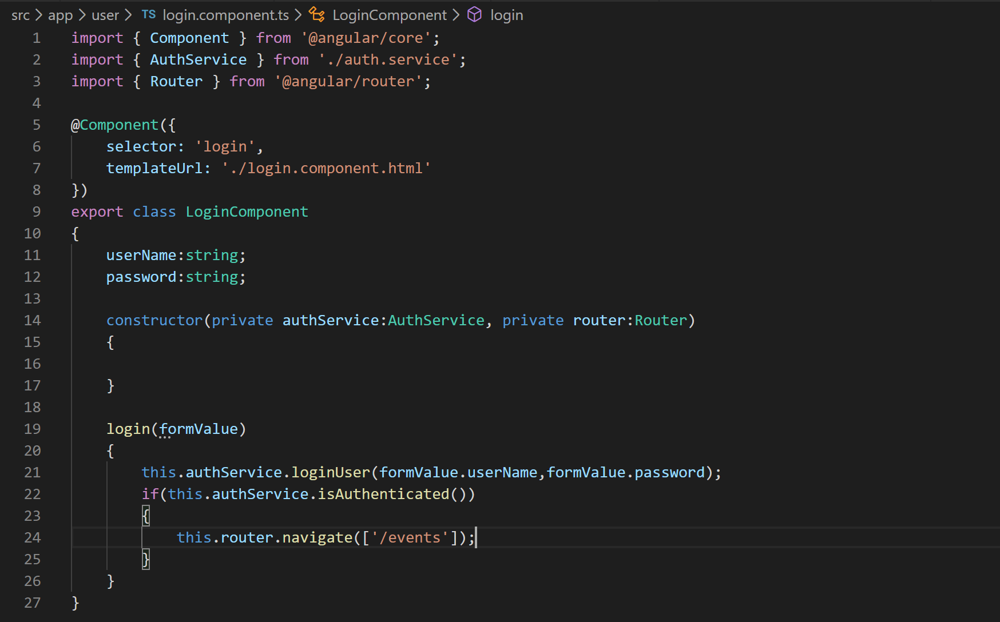 src > app > user > TS login.component.ts > LoginComponent > login
1 import { Component } from '@angular/core';
2 import { AuthService } from './auth.service';
3 import { Router } from '@angular/router';
4
5 @Component({
6     selector: 'login',
7     templateUrl: './login.component.html'
8 })
9 export class LoginComponent
10 {
11     userName:string;
12     password:string;
13
14     constructor(private authService:AuthService, private router:Router)
15     {
16
17     }
18
19     login(formValue)
20     {
21         this.authService.loginUser(formValue.userName,formValue.password);
22         if(this.authService.isAuthenticated())
23         {
24             this.router.navigate(['/events']);
25         }
26     }
27 }